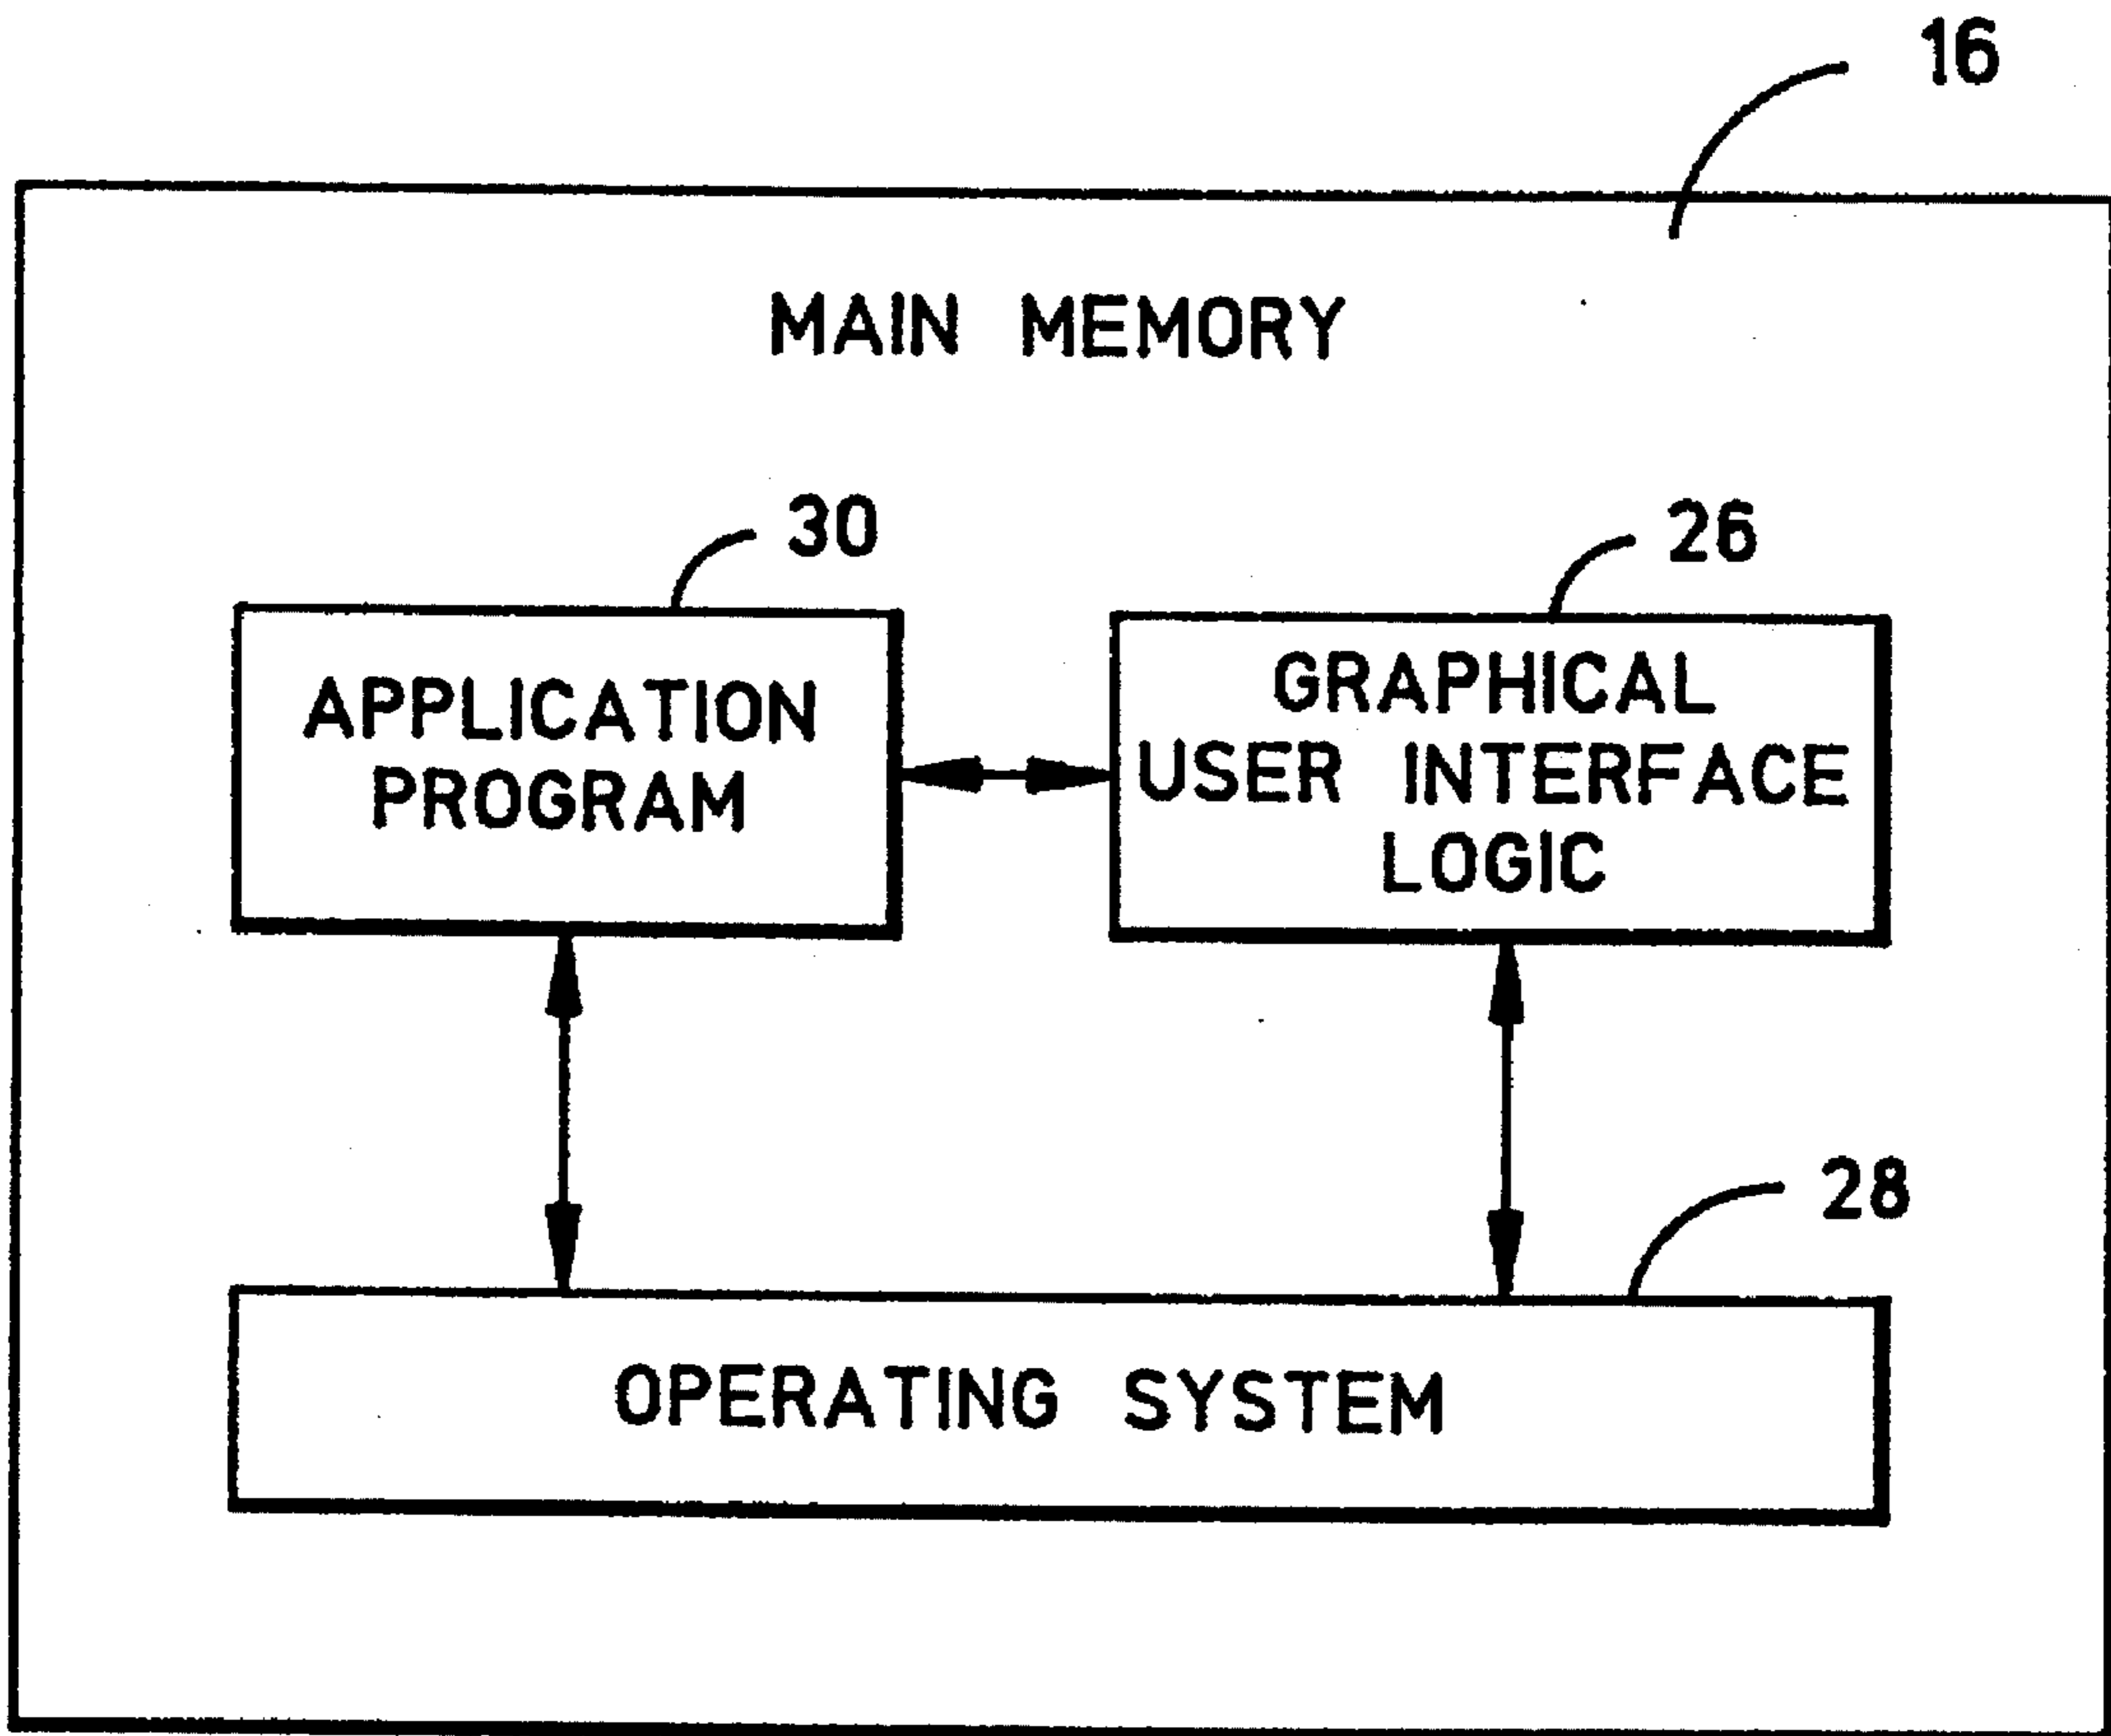 16
MAIN MEMORY
30
26
APPLICATION
PROGRAM
GRAPHICAL
USER INTERFACE
LOGIC
28
OPERATING SYSTEM